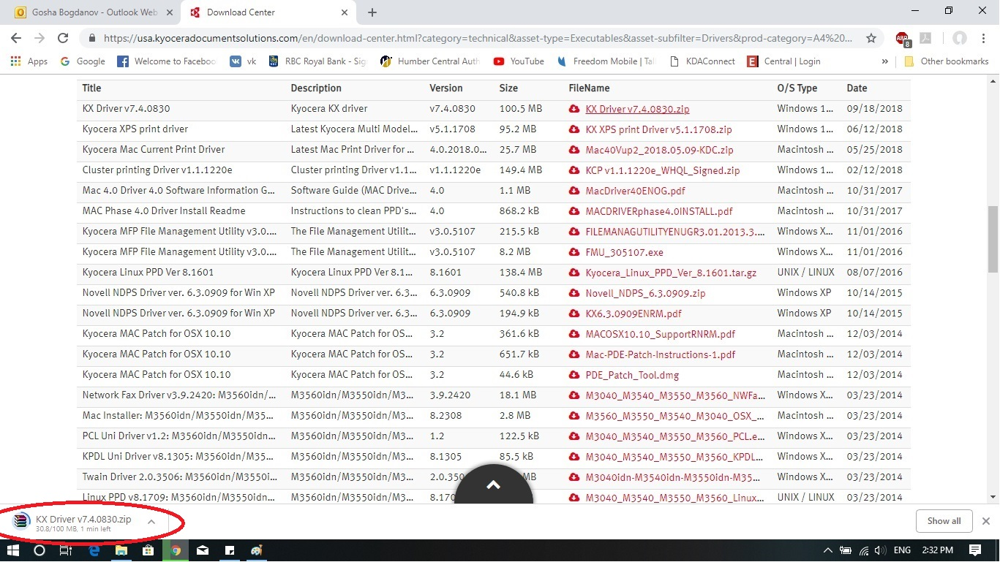 Gosha Bogdanov - Outlook Web
Download Center
https://usa.kyoceradocumentsolutions.com/en/download-center.html?category=technical&asset-type=Executables&asset-subfilter=Drivers&prod-category=A4%20...
ABP 8
Apps Google Welcome to Faceboo vk RBC Royal Bank - Sig Humber Central Auth YouTube Freedom Mobile | Tal KDAConnect Central | Login » Other bookmarks
Title Description Version Size FileName O/S Type Date
KX Driver v7.4.0830 Kyocera KX driver v7.4.0830 100.5 MB KX Driver v7.4.0830.zip Windows 1... 09/18/2018
Kyocera XPS print driver Latest Kyocera Multi Model... v5.1.1708 95.2 MB KX XPS print Driver v5.1.1708.zip Windows 1... 06/12/2018
Kyocera Mac Current Print Driver Latest Mac Print Driver for ... 4.0.2018.0... 25.7 MB Mac40Vup2_2018.05.09-KDC.zip Macintosh ... 05/25/2018
Cluster printing Driver v1.1.1220e Cluster printing Driver v1.1... v1.1.1220e 149.4 MB KCP v1.1.1220e_WHQL_Signed.zip Windows 1... 02/12/2018
Mac 4.0 Driver 4.0 Software Information G... Software Guide (MAC Drive... 4.0 1.1 MB MacDriver40ENOG.pdf Macintosh ... 10/31/2017
MAC Phase 4.0 Driver Install Readme Instructions to clean PPD's... 4.0 868.2 kB MACDRIVERphase4.0INSTALL.pdf Macintosh ... 10/31/2017
Kyocera MFP File Management Utility v3.0.... The File Management Utilit... v3.0.5107 215.5 kB FILEMANAGUTILITYENUGR3.01.2013.3.... Windows X... 11/01/2016
Kyocera MFP File Management Utility v3.0.... The File Management Utilit... v3.0.5107 8.2 MB FMU_305107.exe Windows X... 11/01/2016
Kyocera Linux PPD Ver 8.1601 Kyocera Linux PPD Ver 8.1... 8.1601 138.4 MB Kyocera_Linux_PPD_Ver_8.1601.tar.gz UNIX / LINUX 08/07/2016
Novell NDPS Driver ver. 6.3.0909 for Win XP Novell NDPS Driver ver. 6.3... 6.3.0909 540.8 kB Novell_NDPS_6.3.0909.zip Windows XP 10/14/2015
Novell NDPS Driver ver. 6.3.0909 for Win XP Novell NDPS Driver ver. 6.3... 6.3.0909 194.9 kB KX6.3.0909ENRM.pdf Windows XP 10/14/2015
Kyocera MAC Patch for OSX 10.10 Kyocera MAC Patch for OS... 3.2 361.6 kB MACOSX10.10_SupportRNRM.pdf Macintosh ... 12/03/2014
Kyocera MAC Patch for OSX 10.10 Kyocera MAC Patch for OS... 3.2 651.7 kB Mac-PDE-Patch-Instructions-1.pdf Macintosh ... 12/03/2014
Kyocera MAC Patch for OSX 10.10 Kyocera MAC Patch for OS... 3.2 44.6 kB PDE_Patch_Tool.dmg Macintosh ... 12/03/2014
Network Fax Driver v3.9.2420: M3560idn/... M3560idn/M3550idn/M3... 3.9.2420 18.1 MB M3040_M3540_M3550_M3560_NWFa... Windows X... 03/23/2014
Mac Installer: M3560idn/M3550idn/M35... M3560idn/M3550idn/M3... 8.2308 2.8 MB M3560_M3550_M3540_M3040_OSX_... Macintosh ... 03/23/2014
PCL Uni Driver v1.2: M3560idn/M3550idn... M3560idn/M3550idn/M3... 1.2 122.5 kB M3040_M3540_M3550_M3560_PCL.e... Windows X... 03/23/2014
KPDL Uni Driver v8.1305: M3560idn/M35... M3560idn/M3550idn/M3... 8.1305 85.5 kB M3040_M3540_M3550_M3560_KPDL... Windows X... 03/23/2014
Twain Driver 2.0.3506: M3560idn/M3550i... M3560idn/M3550idn/M3... 2.0.350 MB M3040idn-M3540idn-M3550idn-M35... Windows X... 03/23/2014
Linux PPD v8.1709: M3560idn/M3550idn... M3560idn/M3550idn/M3... 8.170 M3040_M3540_M3550_M3560_Linux... UNIX / LINUX 03/23/2014
KX Driver v7.4.0830.zip
30.8/100 MB, 1 min left
Show all
ENG 2:32 PM